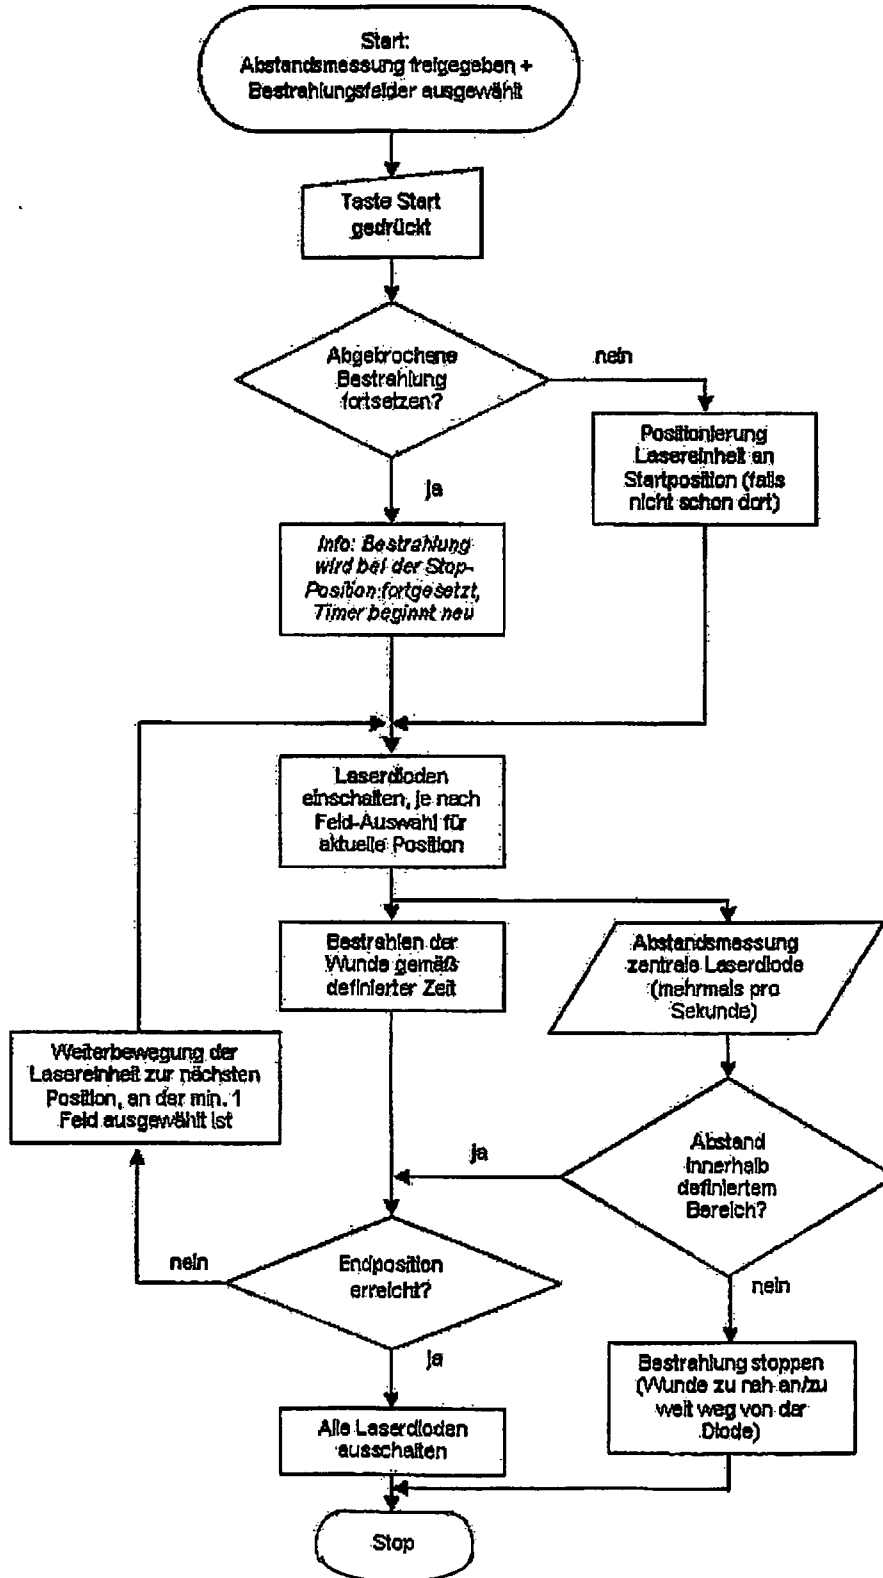 Start:
Abstandsmessung freigegeben +
Bestrahlungsfelder ausgewählt
Taste Start
gedrückt
Abgebrochene
Bestrahlung
fortsetzen?
nein
Positionierung
Lasereinheit an
Startposition (falls
nicht schon dort)
ja
Info: Bestrahlung
wird bei der Stop-
Position fortgesetzt,
Timer beginnt neu
Laserdioden
einschalten, je nach
Feld-Auswahl für
aktuelle Position
Bestrahlen der
Wunde gemäß
definierter Zeit
Abstandsmessung
zentrale Laserdiode
(mehrmals pro
Sekunde)
Weiterbewegung der
Lasereinheit zur nächsten
Position, an der min. 1
Feld ausgewählt ist
ja
Abstand
innerhalb
definiertem
Bereich?
nein
Endposition
erreicht?
nein
ja
Bestrahlung stoppen
(Wunde zu nah an/zu
weit weg von der
Diode)
Alle Laserdioden
ausschalten
Stop